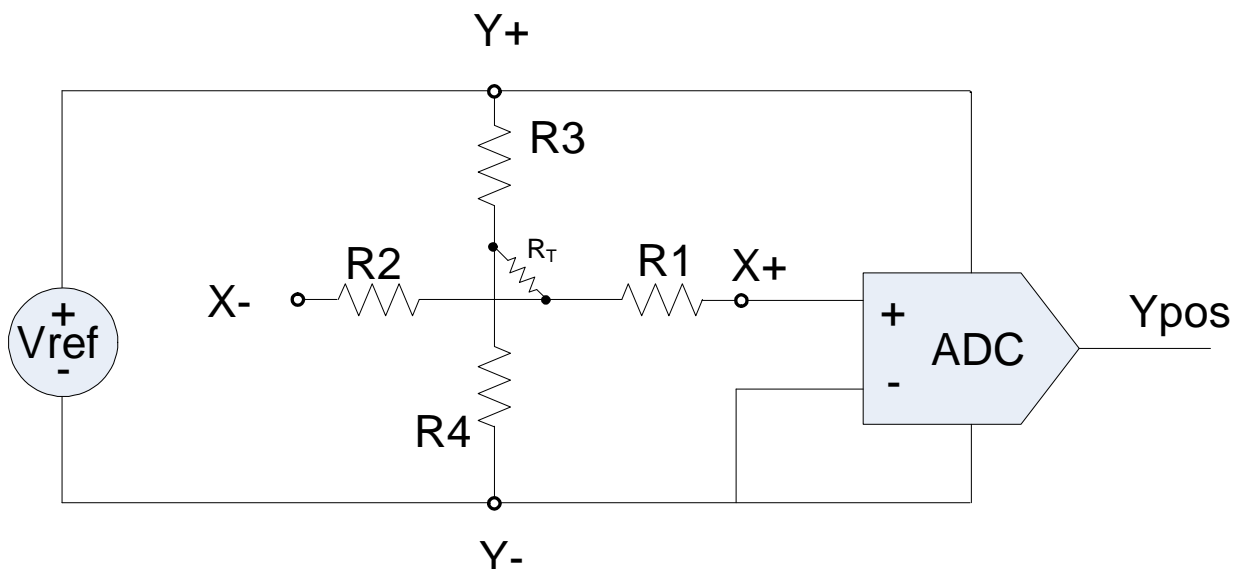 Y+
R3
R_T
R2
R1
X+
X-
+
Vref
-
+
-
ADC
Ypos
R4
Y-